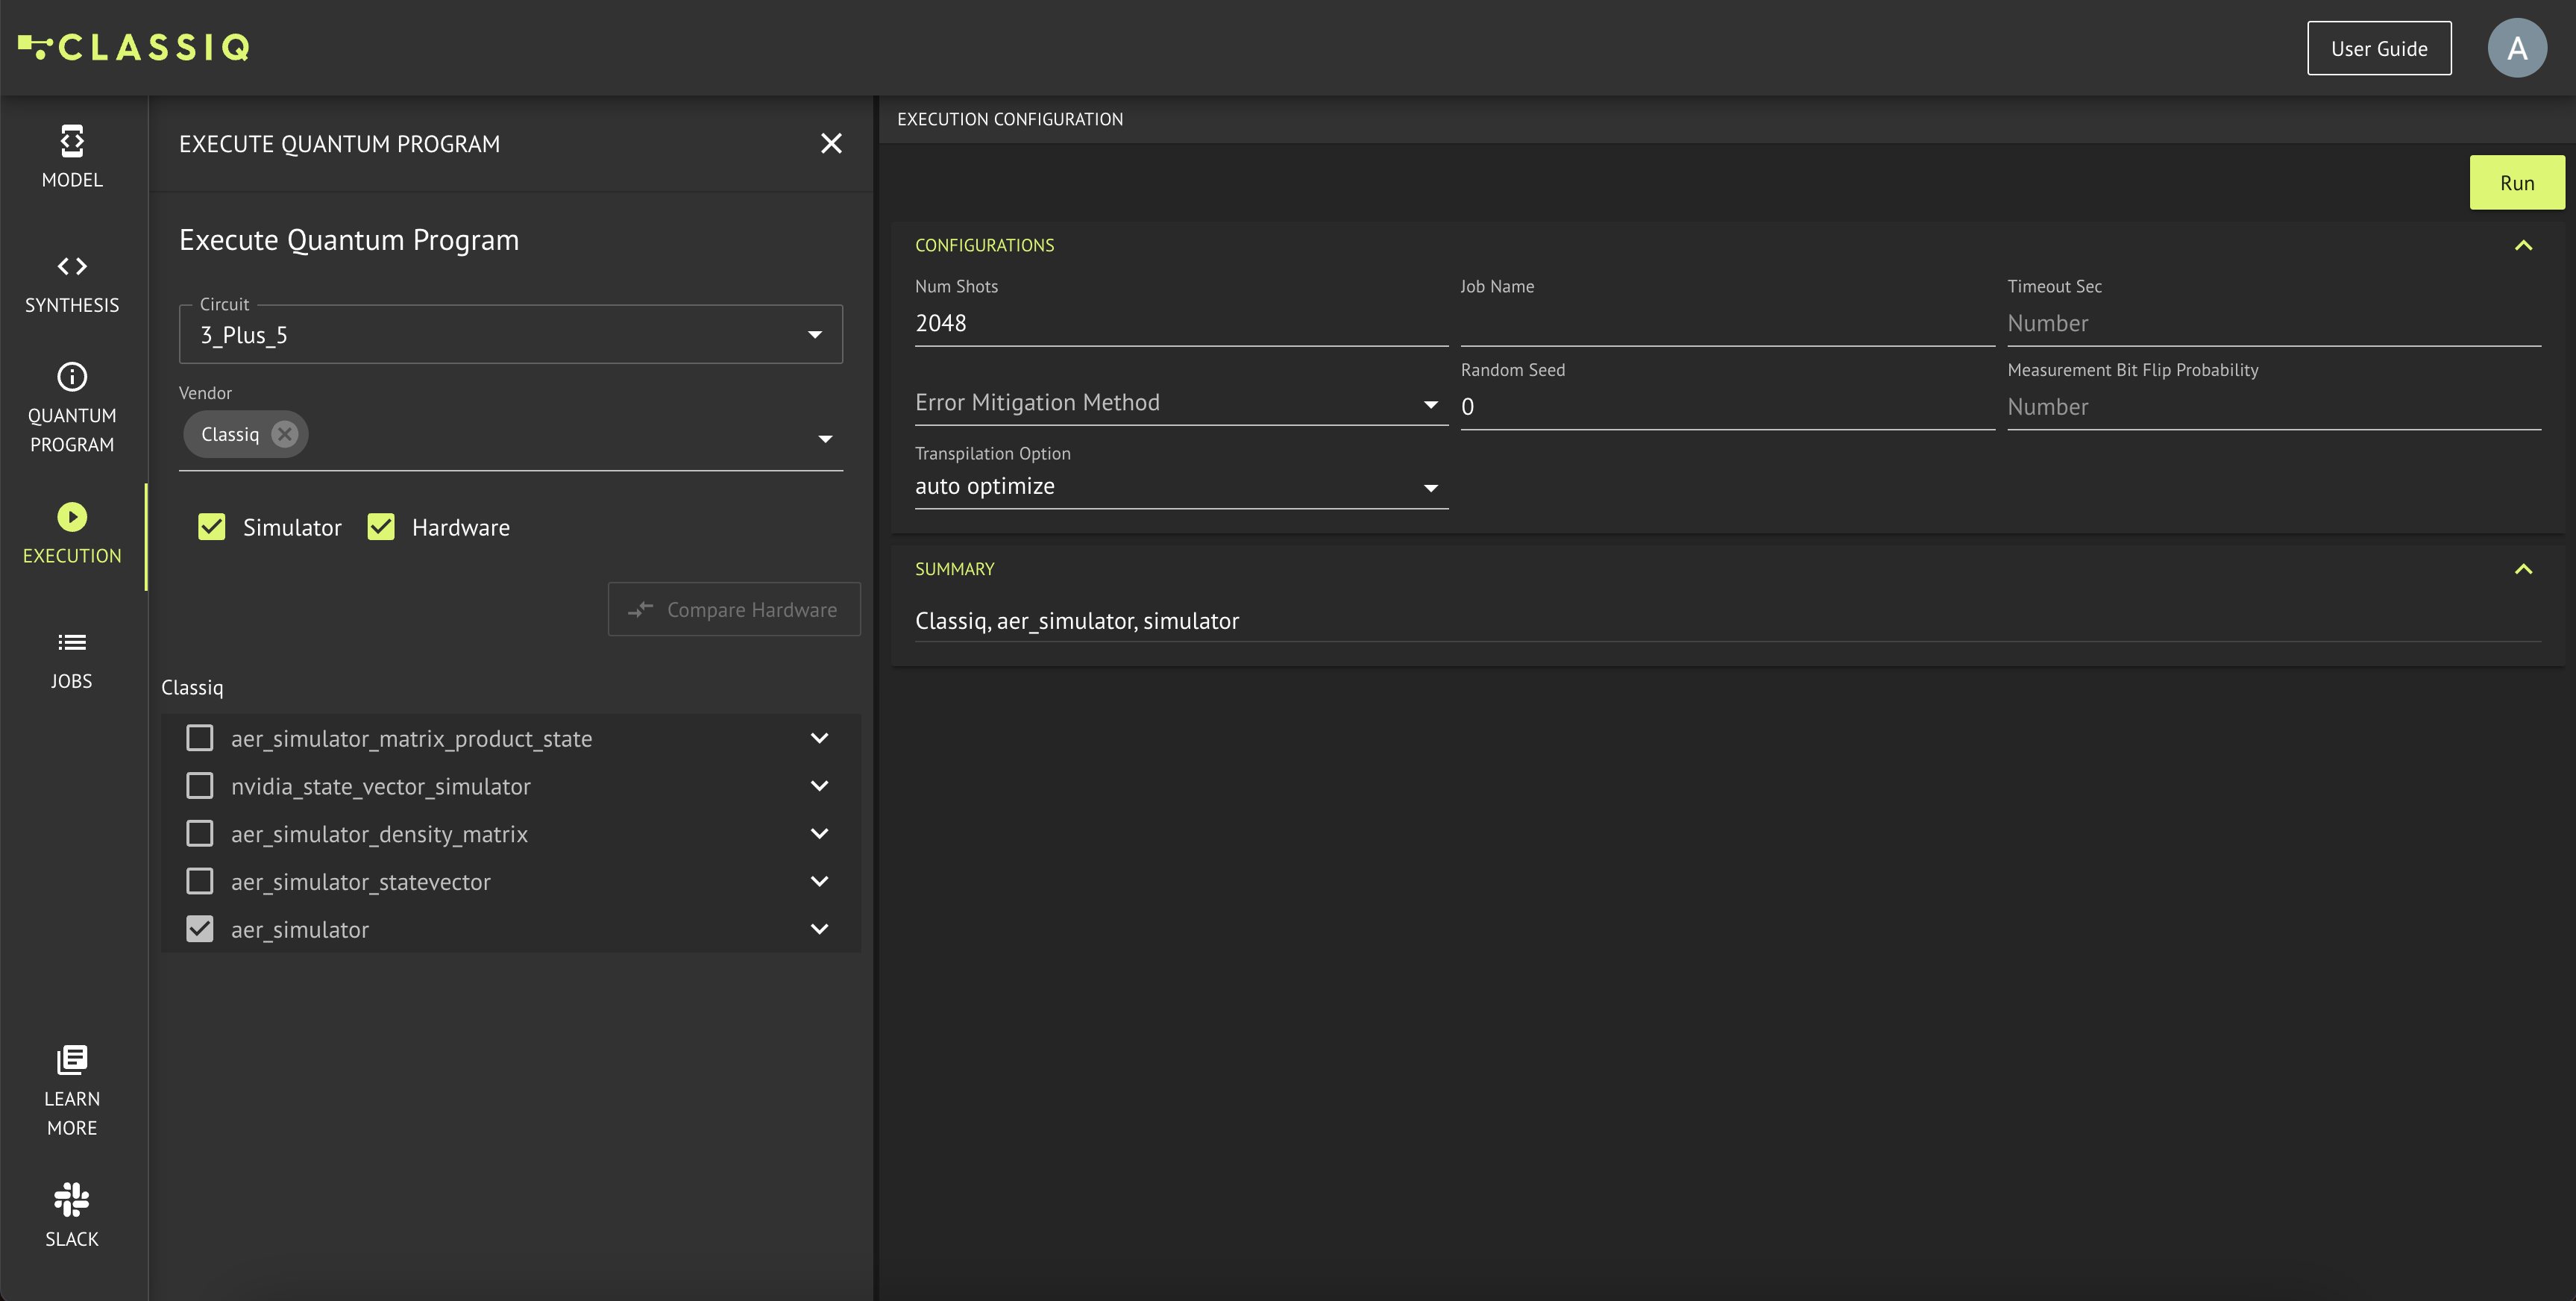 CLASSIQ
User Guide
A
MODEL
SYNTHESIS
QUANTUM
PROGRAM
EXECUTION
JOBS
LEARN
MORE
SLACK
EXECUTE QUANTUM PROGRAM
Execute Quantum Program
Circuit
3_Plus_5
Vendor
Classiq
Simulator
Hardware
Compare Hardware
Classiq
aer_simulator_matrix_product_state
nvidia_state_vector_simulator
aer_simulator_density_matrix
aer_simulator_statevector
aer_simulator
EXECUTION CONFIGURATION
Run
CONFIGURATIONS
Num Shots
2048
Job Name
Timeout Sec
Number
Error Mitigation Method
Random Seed
0
Measurement Bit Flip Probability
Number
Transpilation Option
auto optimize
SUMMARY
Classiq, aer_simulator, simulator